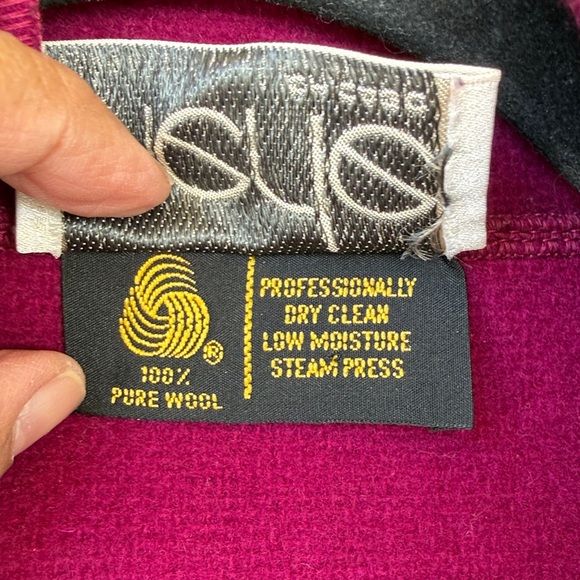 ®
100%
PURE WOOL
PROFESSIONALLY
DRY CLEAN
LOW MOISTURE
STEAM PRESS